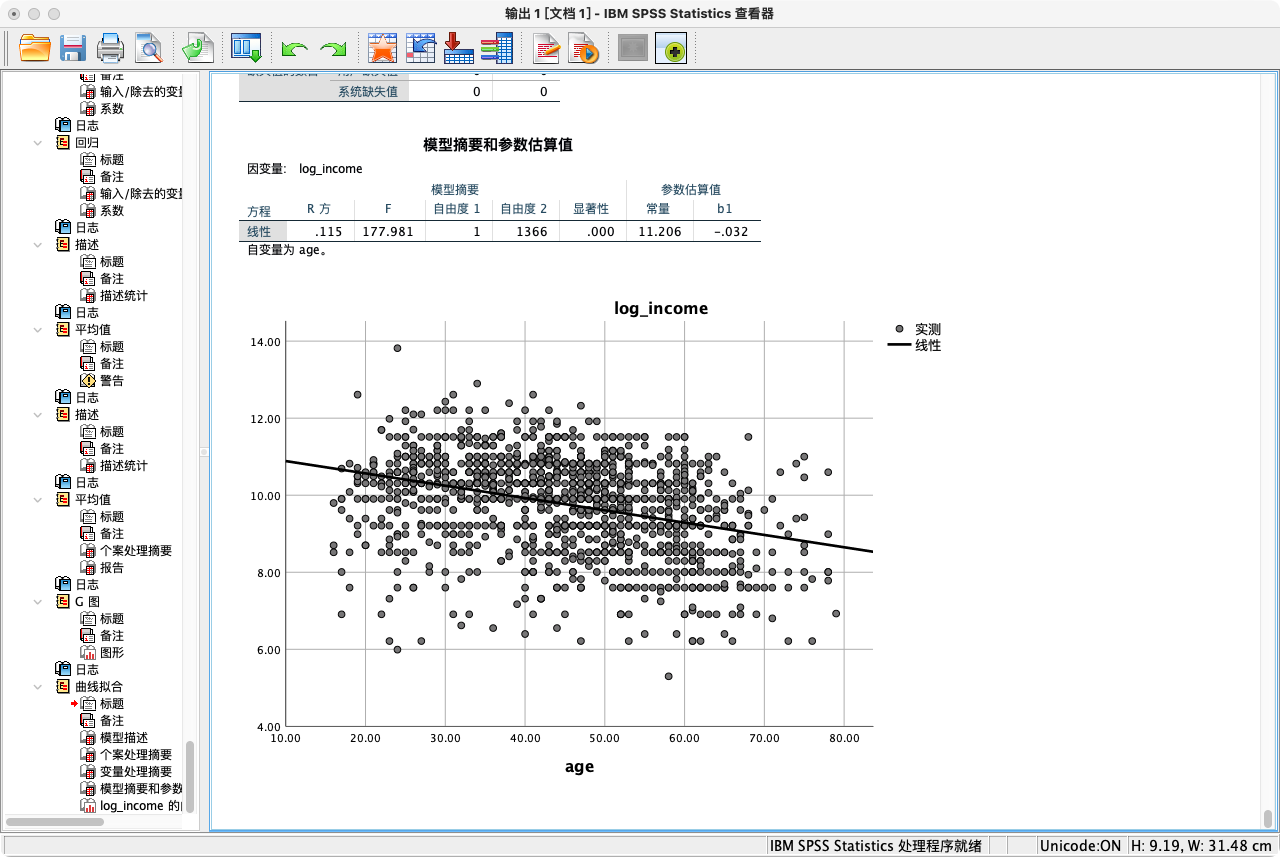 输出 1 [文档 1] - IBM SPSS Statistics 查看器
备注
输入/除去的变量
系数
日志
回归
标题
备注
输入/除去的变量
系数
日志
描述
标题
备注
描述统计
日志
平均值
标题
备注
警告
日志
描述
标题
备注
描述统计
日志
平均值
标题
备注
个案处理摘要
报告
日志
G 图
标题
备注
图形
日志
曲线拟合
标题
备注
模型描述
个案处理摘要
变量处理摘要
模型摘要和参数
log_income 的
系统缺失值 0 0
模型摘要和参数估算值
因变量: log_income
模型摘要 参数估算值
方程 R 方 F 自由度 1 自由度 2 显著性 常量 b1
线性 .115 177.981 1 1366 .000 11.206 -.032
自变量为 age。
log_income
实测
线性
14.00
12.00
10.00
8.00
6.00
4.00
10.00 20.00 30.00 40.00 50.00 60.00 70.00 80.00
age
IBM SPSS Statistics 处理程序就绪 Unicode:ON H: 9.19, W: 31.48 cm